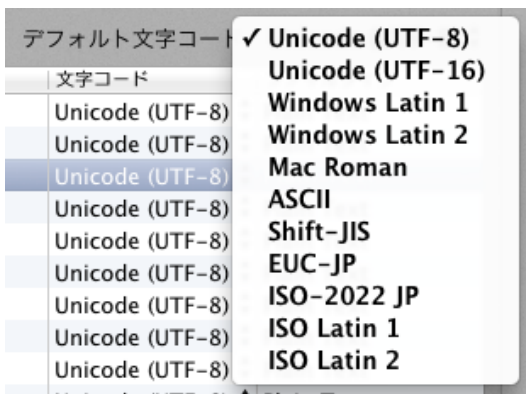 デフォルト文字コード
✓ Unicode (UTF-8)
Unicode (UTF-16)
Windows Latin 1
Windows Latin 2
Mac Roman
ASCII
Shift-JIS
EUC-JP
ISO-2022 JP
ISO Latin 1
ISO Latin 2
文字コード
Unicode (UTF-8)
Unicode (UTF-8)
Unicode (UTF-8)
Unicode (UTF-8)
Unicode (UTF-8)
Unicode (UTF-8)
Unicode (UTF-8)
Unicode (UTF-8)
Unicode (UTF-8)